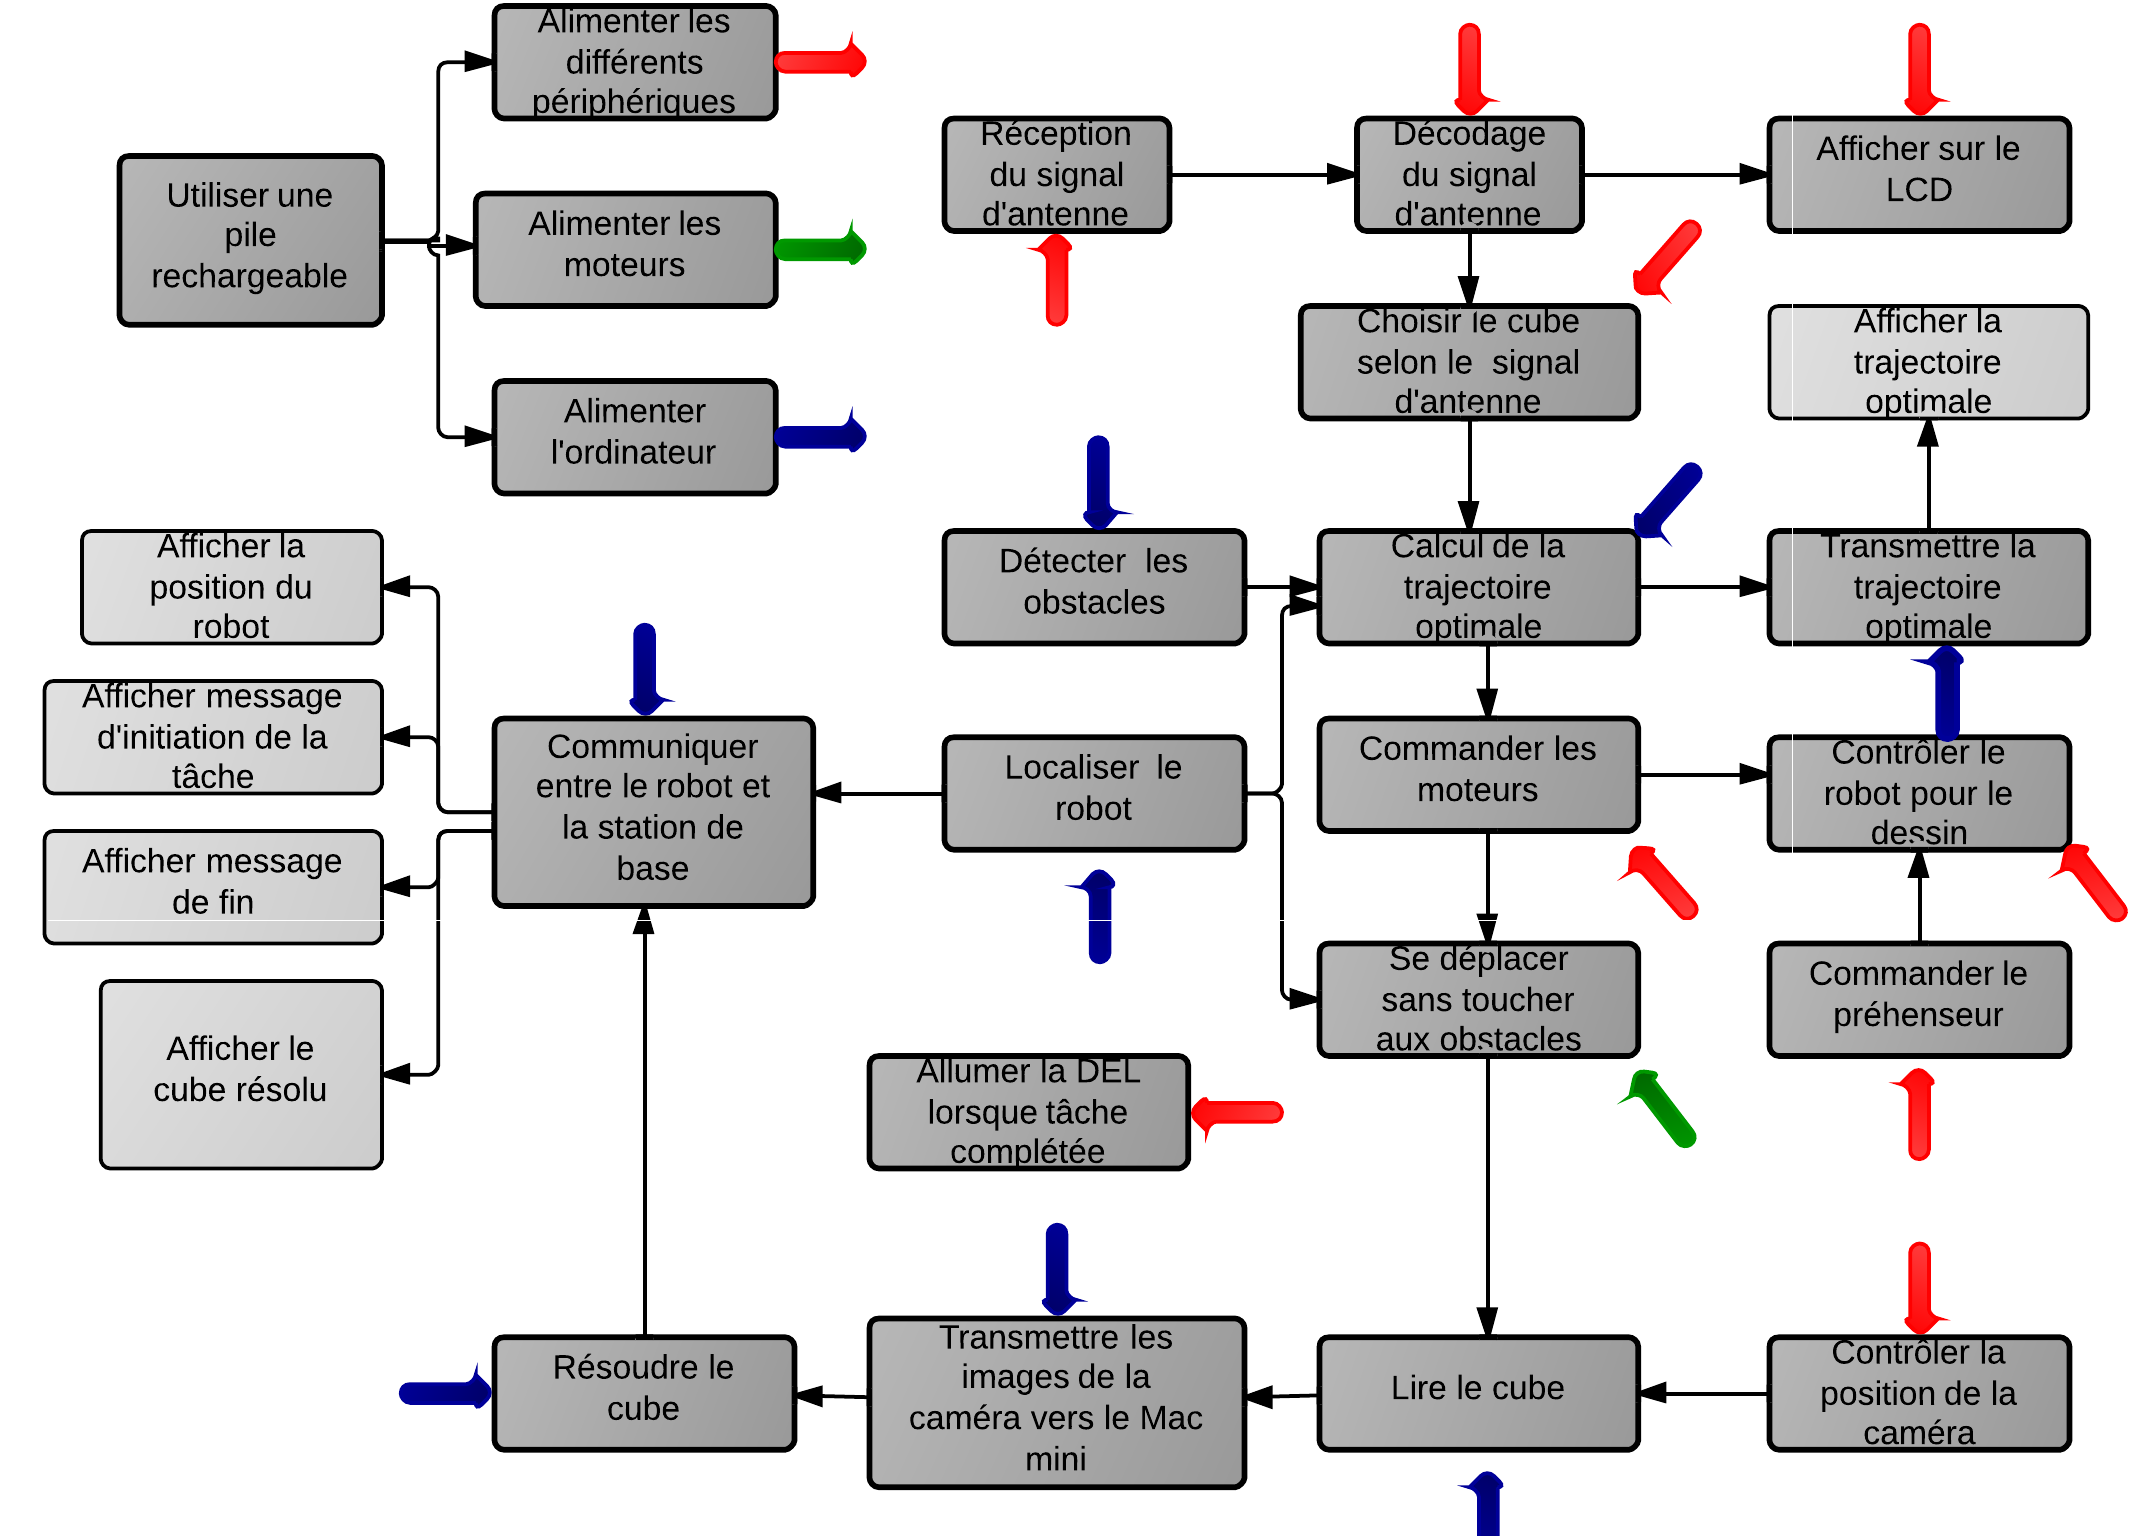 Alimenter les
différents
périphériques
Utiliser une
pile
rechargeable
Alimenter les
moteurs
Alimenter
l'ordinateur
Réception
du signal
d'antenne
Décodage
du signal
d'antenne
Afficher sur le
LCD
Choisir le cube
selon le signal
d'antenne
Afficher la
trajectoire
optimale
Détecter les
obstacles
Calcul de la
trajectoire
optimale
Transmettre la
trajectoire
optimale
Afficher la
position du
robot
Afficher message
d'initiation de la
tâche
Afficher message
de fin
Afficher le
cube résolu
Communiquer
entre le robot et
la station de
base
Localiser le
robot
Commander les
moteurs
Contrôler le
robot pour le
dessin
Se déplacer
sans toucher
aux obstacles
Commander le
préhenseur
Allumer la DEL
lorsque tâche
complétée
Résoudre le
cube
Transmettre les
images de la
caméra vers le Mac
mini
Lire le cube
Contrôler la
position de la
caméra